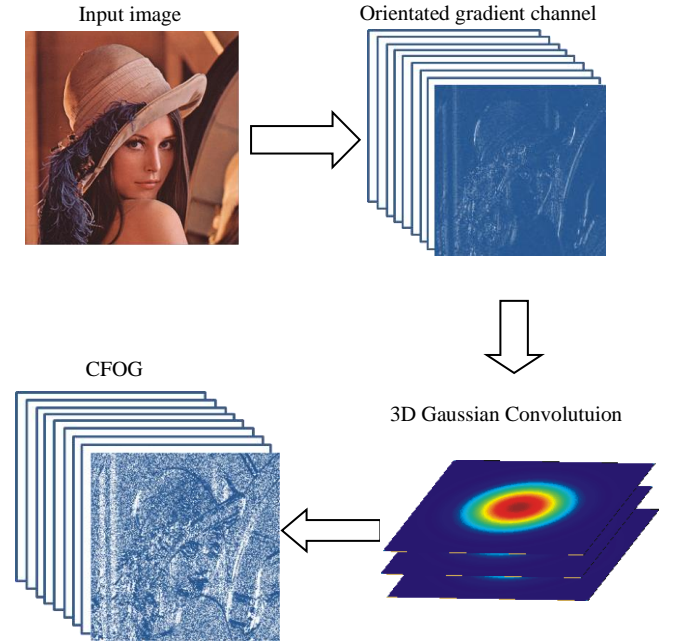 Input image
Orientated gradient channel
3D Gaussian Convolutuion
CFOG